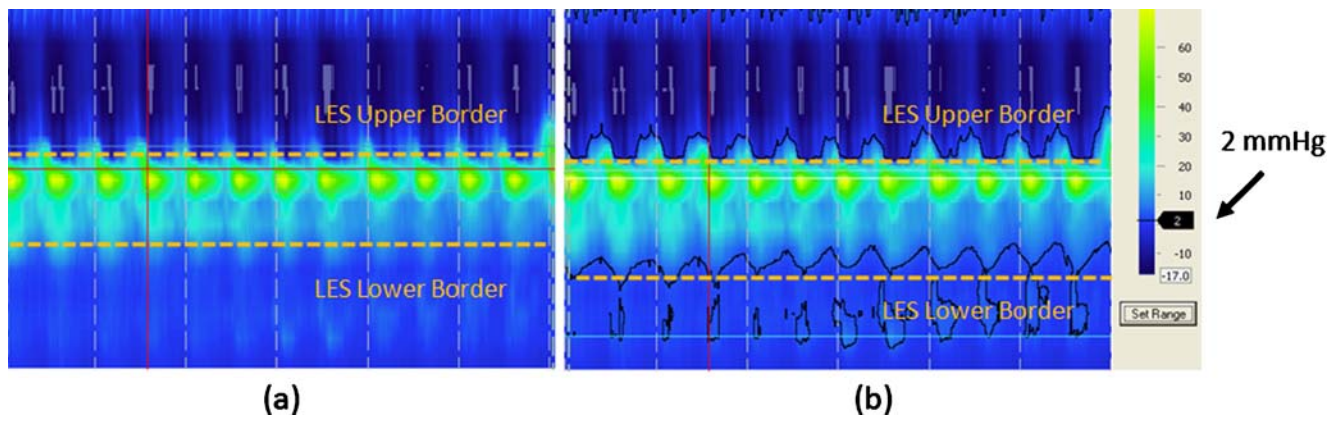 LES Upper Border
LES Lower Border
(a)
LES Upper Border
LES Lower Border
(b)
60
50
40
30
20
10
2
-10
-17.0
Set Range
2 mmHg